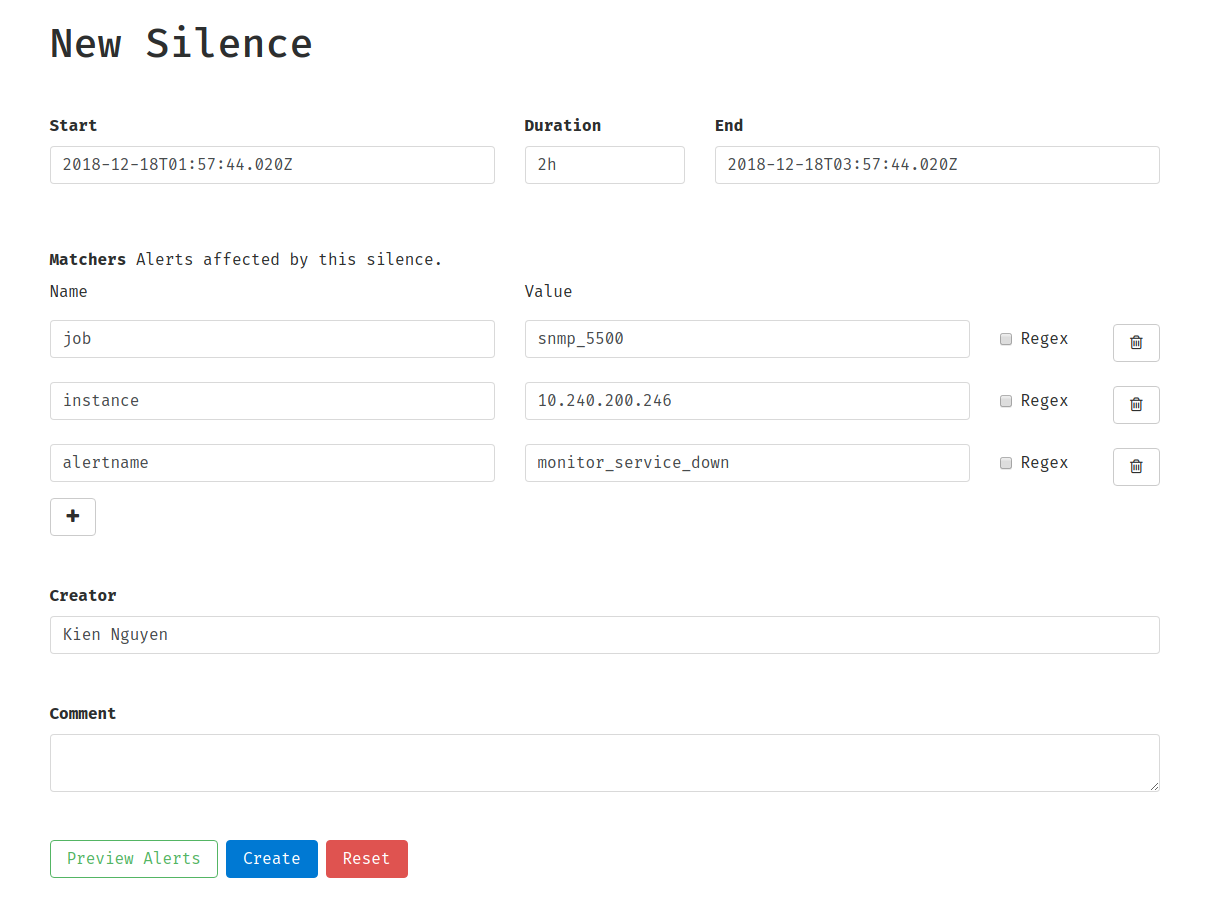 New Silence
Start Duration End
2018-12-18T01:57:44.020Z 2h 2018-12-18T03:57:44.020Z
Matchers Alerts affected by this silence.
Name Value
job snmp_5500 Regex
instance 10.240.200.246 Regex
alertname monitor_service_down Regex
Creator
Kien Nguyen
Comment
Preview Alerts Create Reset